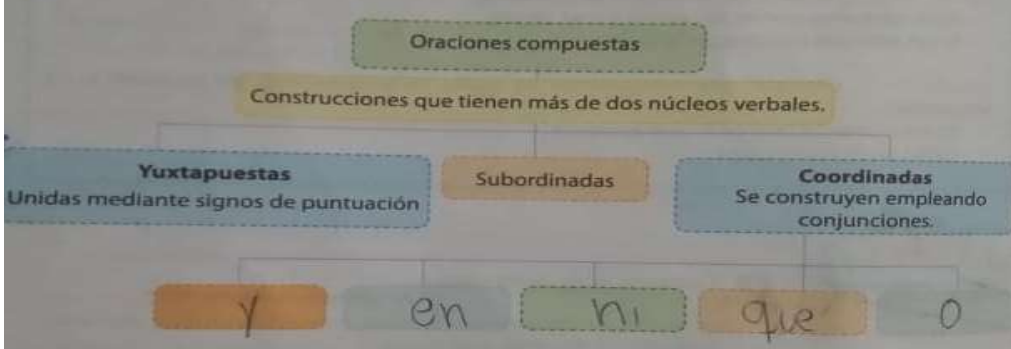 Oraciones compuestas
Construcciones que tienen más de dos núcleos verbales.
Yuxtapuestas
Unidas mediante signos de puntuación
Subordinadas
Coordinadas
Se construyen empleando
conjunciones.
y
en
ni
que
o